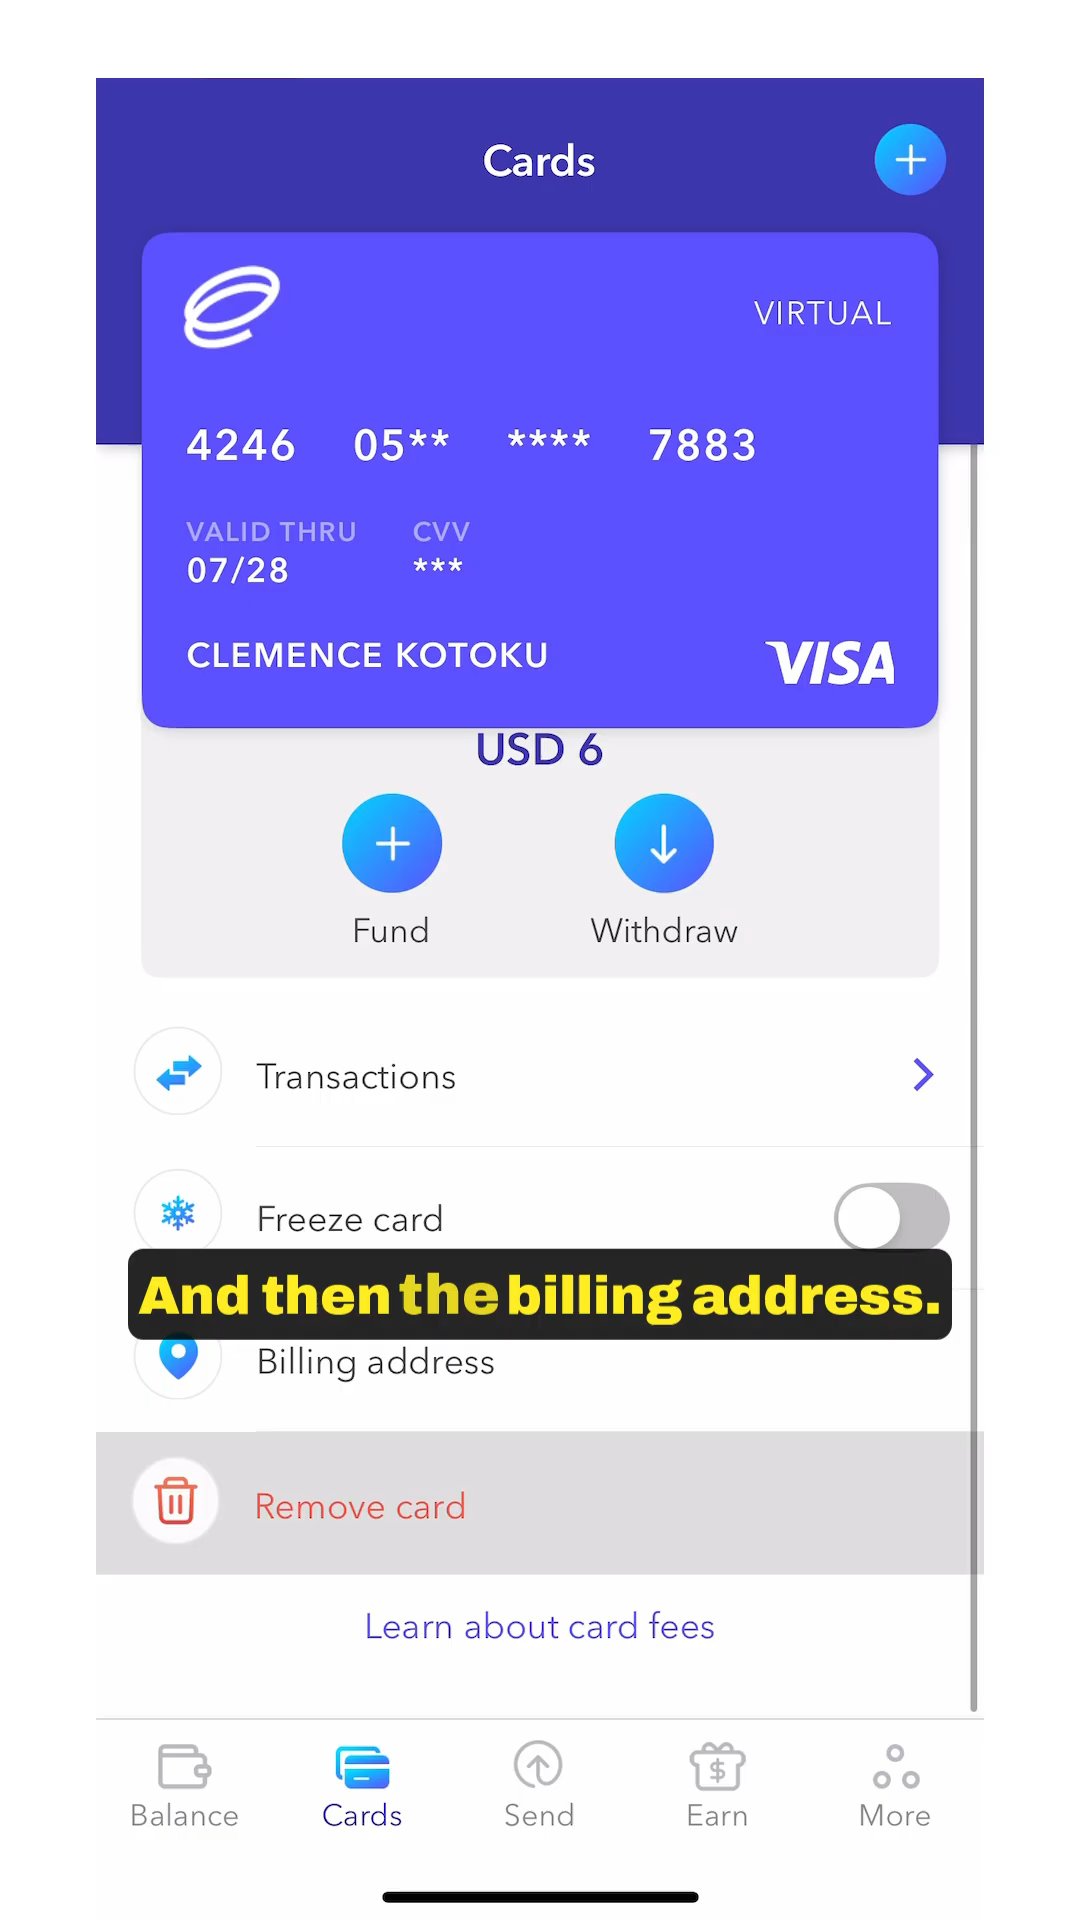 Cards
VIRTUAL
4246 05** **** 7883
VALID THRU CVV
07/28 ***
CLEMENCE KOTOKU VISA
USD 6
Fund Withdraw
Transactions
Freeze card
And then the billing address.
Billing address
Remove card
Learn about card fees
Balance Cards Send Earn More